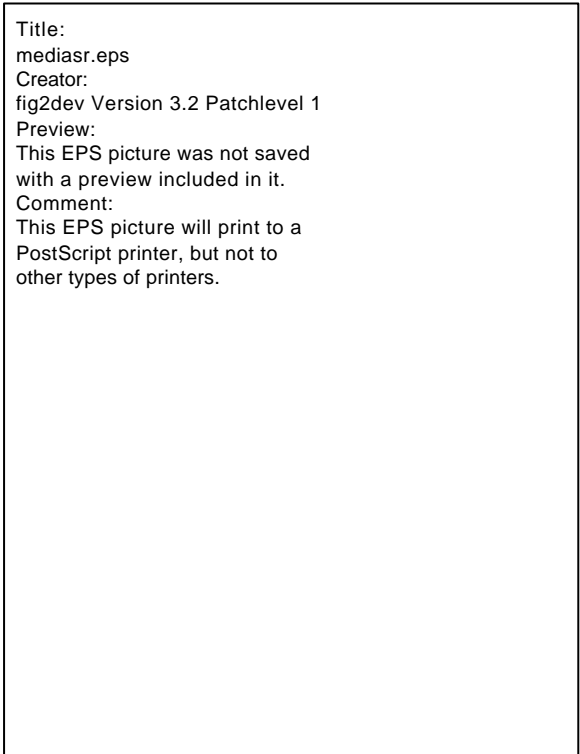 Title:
mediasr.eps
Creator:
fig2dev Version 3.2 Patchlevel 1
Preview:
This EPS picture was not saved
with a preview included in it.
Comment:
This EPS picture will print to a
PostScript printer, but not to
other types of printers.